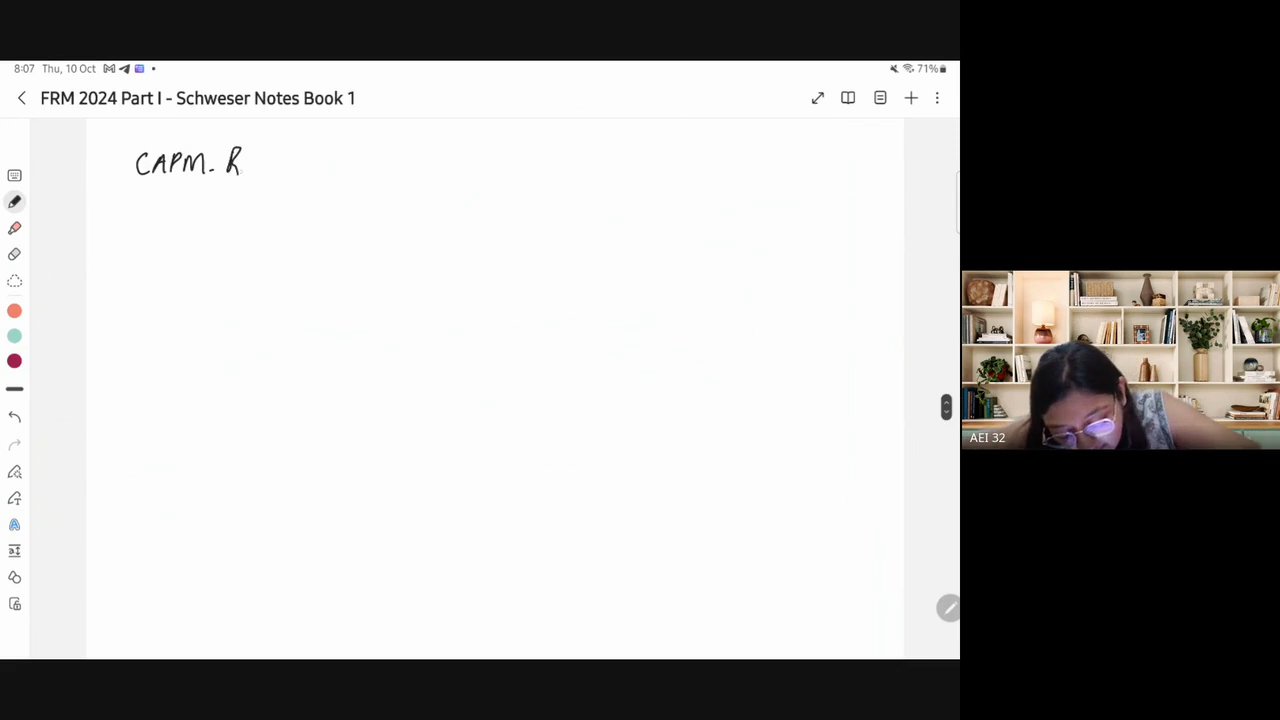 8:07 Thu, 10 Oct
71%
FRM 2024 Part I - Schweser Notes Book 1
CAPM - R
AEI 32